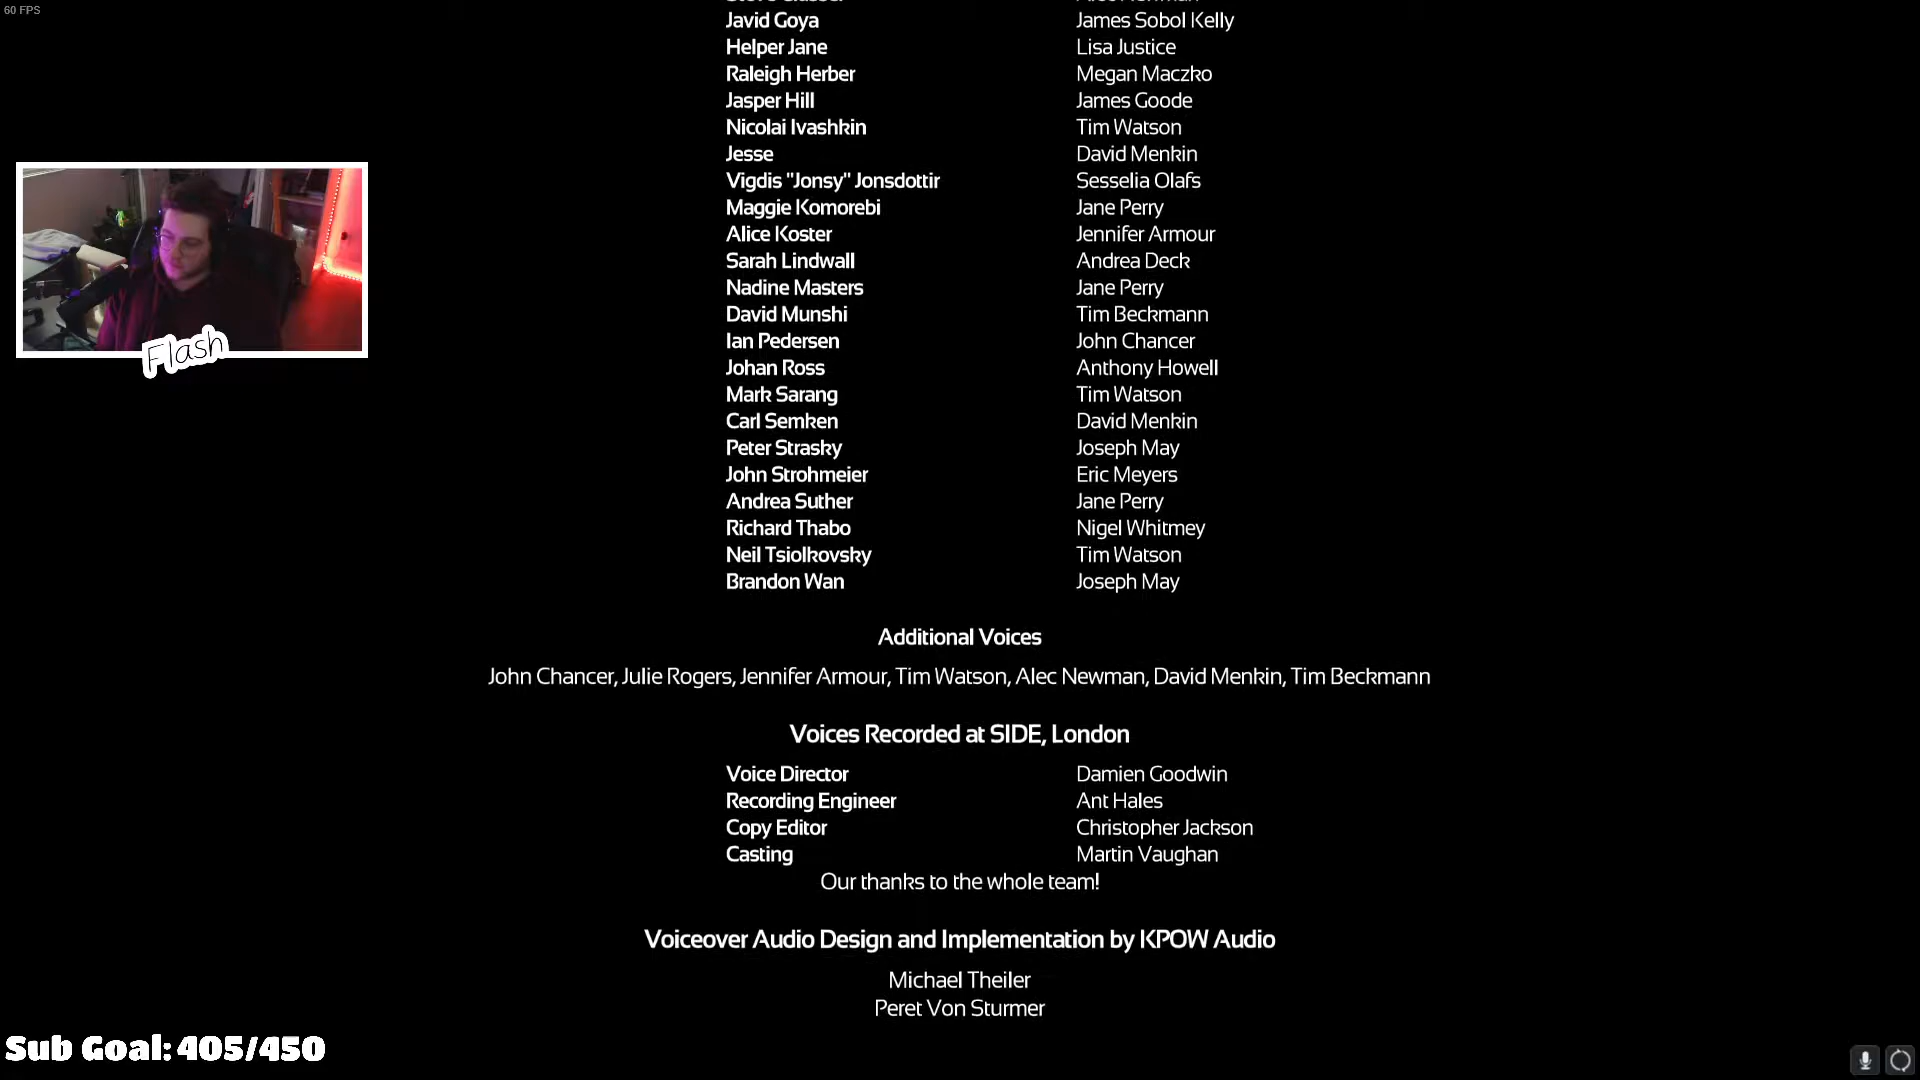 60 FPS
Javid Goya James Sobol Kelly
Helper Jane Lisa Justice
Raleigh Herber Megan Maczko
Jasper Hill James Goode
Nicolai Ivashkin Tim Watson
Jesse David Menkin
Vigdis "Jonsy" Jonsdottir Sesselia Olafs
Maggie Komorebi Jane Perry
Alice Koster Jennifer Armour
Sarah Lindwall Andrea Deck
Nadine Masters Jane Perry
David Munshi Tim Beckmann
Ian Pedersen John Chancer
Johan Ross Anthony Howell
Mark Sarang Tim Watson
Carl Semken David Menkin
Peter Strasky Joseph May
John Strohmeier Eric Meyers
Andrea Suther Jane Perry
Richard Thabo Nigel Whitmey
Neil Tsiolkovsky Tim Watson
Brandon Wan Joseph May
Flash
Additional Voices
John Chancer, Julie Rogers, Jennifer Armour, Tim Watson, Alec Newman, David Menkin, Tim Beckmann
Voices Recorded at SIDE, London
Voice Director Damien Goodwin
Recording Engineer Ant Hales
Copy Editor Christopher Jackson
Casting Martin Vaughan
Our thanks to the whole team!
Voiceover Audio Design and Implementation by KPOW Audio
Michael Theiler
Peret Von Sturmer
Sub Goal: 405/450